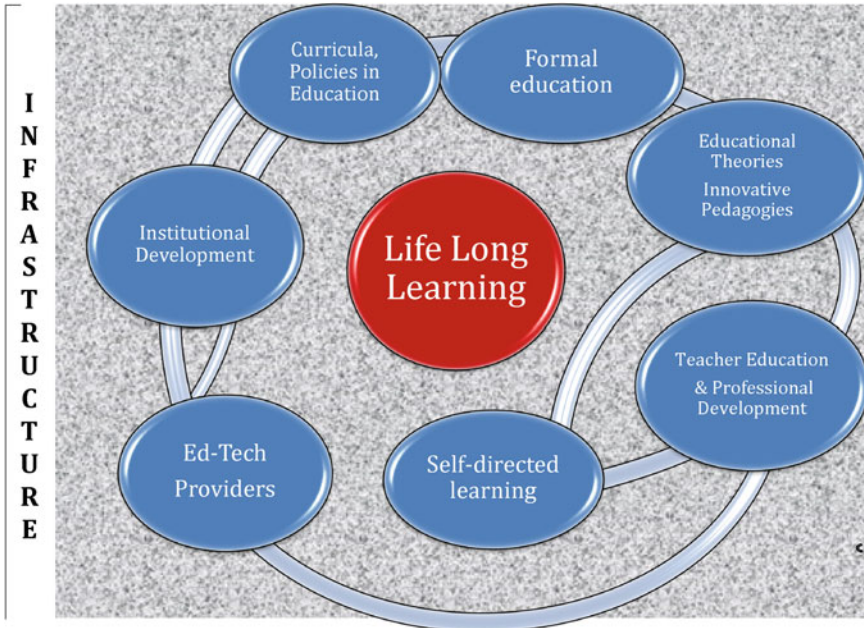 INFRASTRUCTURE
Curricula,
Policies in
Education
Formal
education
Educational
Theories
Innovative
Pedagogies
Institutional
Development
Life Long
Learning
Teacher Education
& Professional
Development
Ed-Tech
Providers
Self-directed
learning